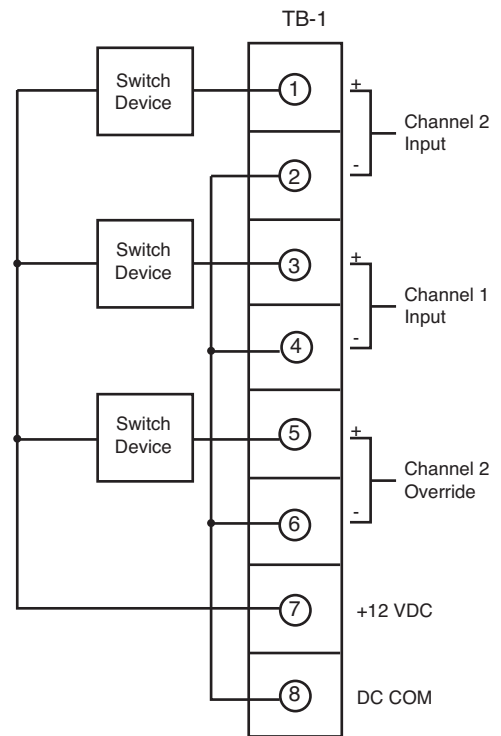 TB-1
Switch
Device
1
+
Channel 2
Input
2
-
Switch
Device
3
+
Channel 1
Input
4
-
Switch
Device
5
+
Channel 2
Override
6
-
7
+12 VDC
8
DC COM